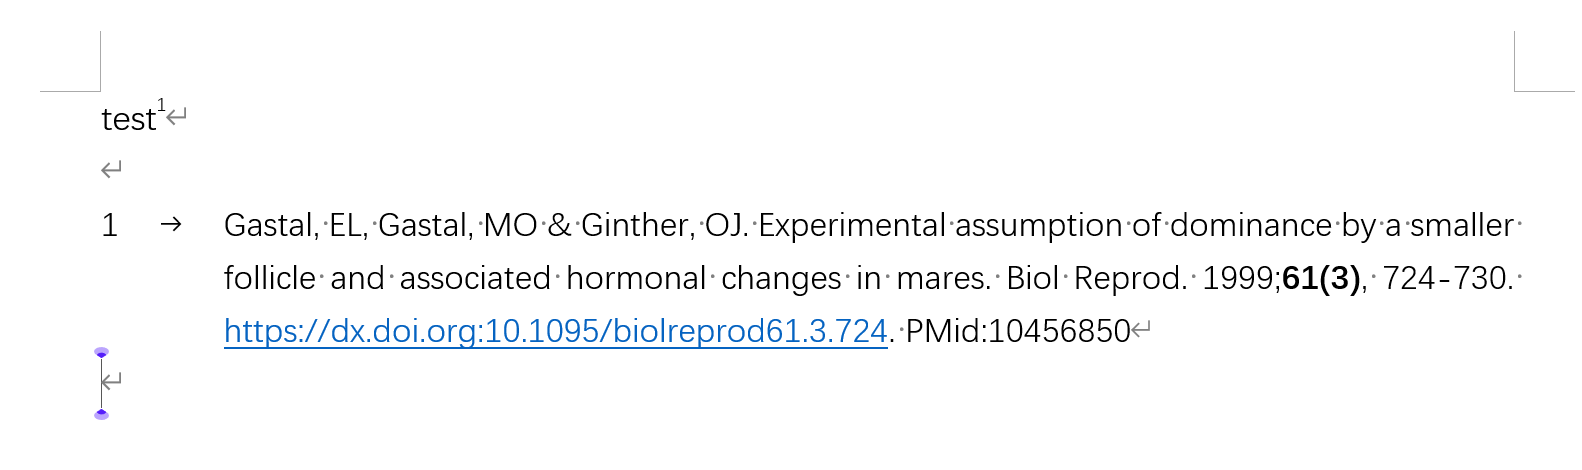 test¹
1 → Gastal, EL, Gastal, MO & Ginther, OJ. Experimental assumption of dominance by a smaller
follicle and associated hormonal changes in mares. Biol Reprod. 1999;61(3), 724-730.
https://dx.doi.org:10.1095/biolreprod61.3.724. PMid:10456850